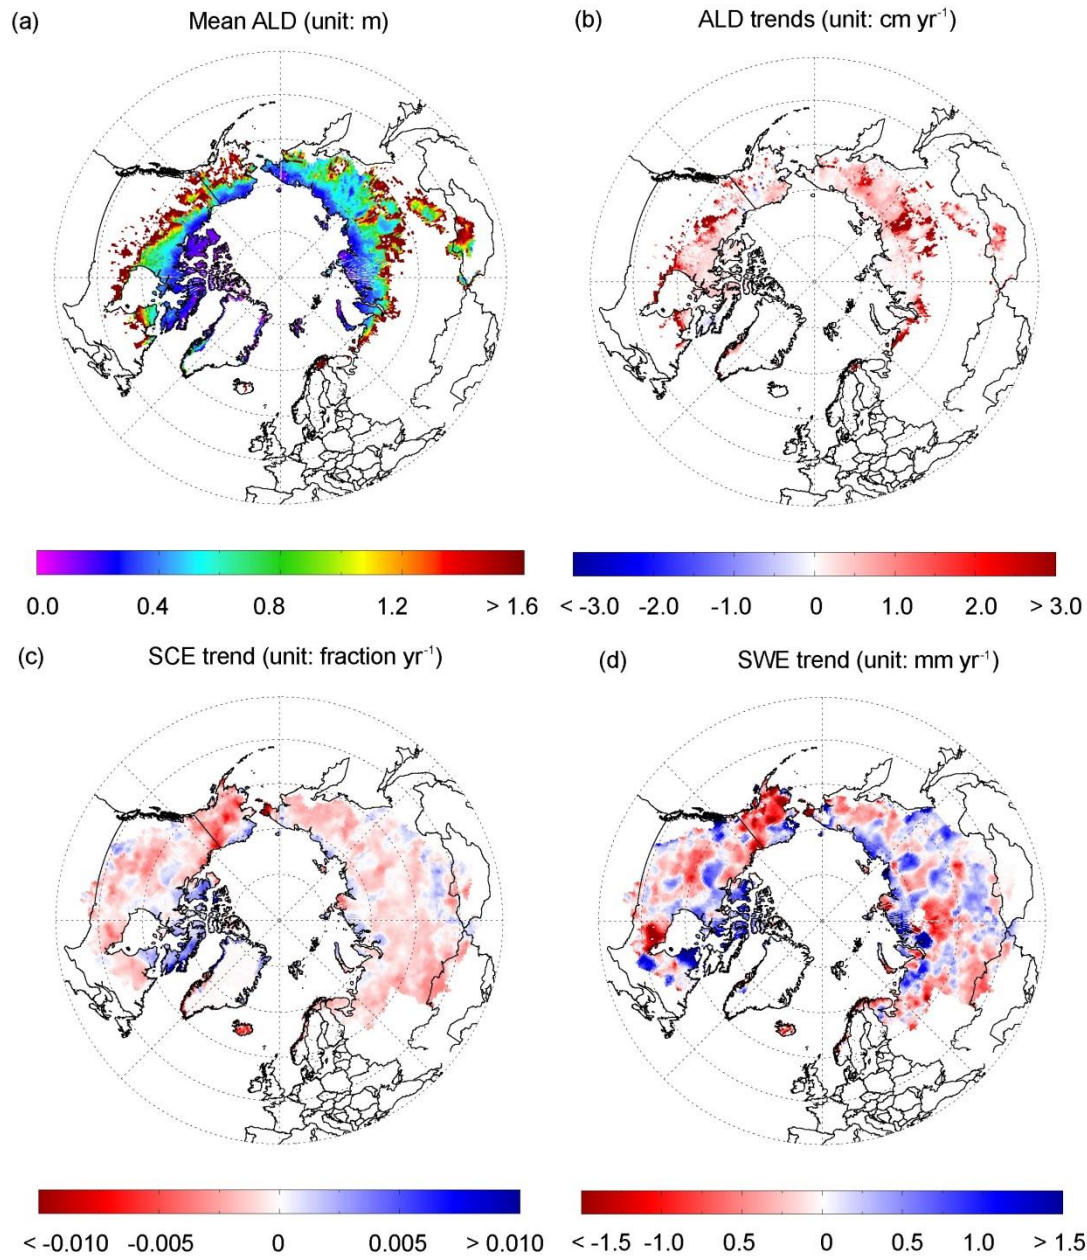 (a) Mean ALD (unit: m)
(b) ALD trends (unit: cm yr⁻¹)
0.0 0.4 0.8 1.2 > 1.6
< -3.0 -2.0 -1.0 0 1.0 2.0 > 3.0
(c) SCE trend (unit: fraction yr⁻¹)
(d) SWE trend (unit: mm yr⁻¹)
< -0.010 -0.005 0 0.005 > 0.010
< -1.5 -1.0 0.5 0 0.5 1.0 > 1.5